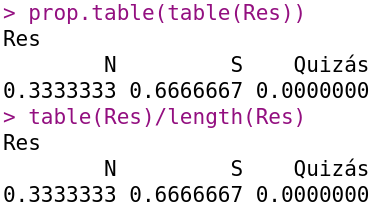 > prop.table(table(Res))
Res
        N         S    Quizás
0.3333333 0.6666667 0.0000000
> table(Res)/length(Res)
Res
        N         S    Quizás
0.3333333 0.6666667 0.0000000